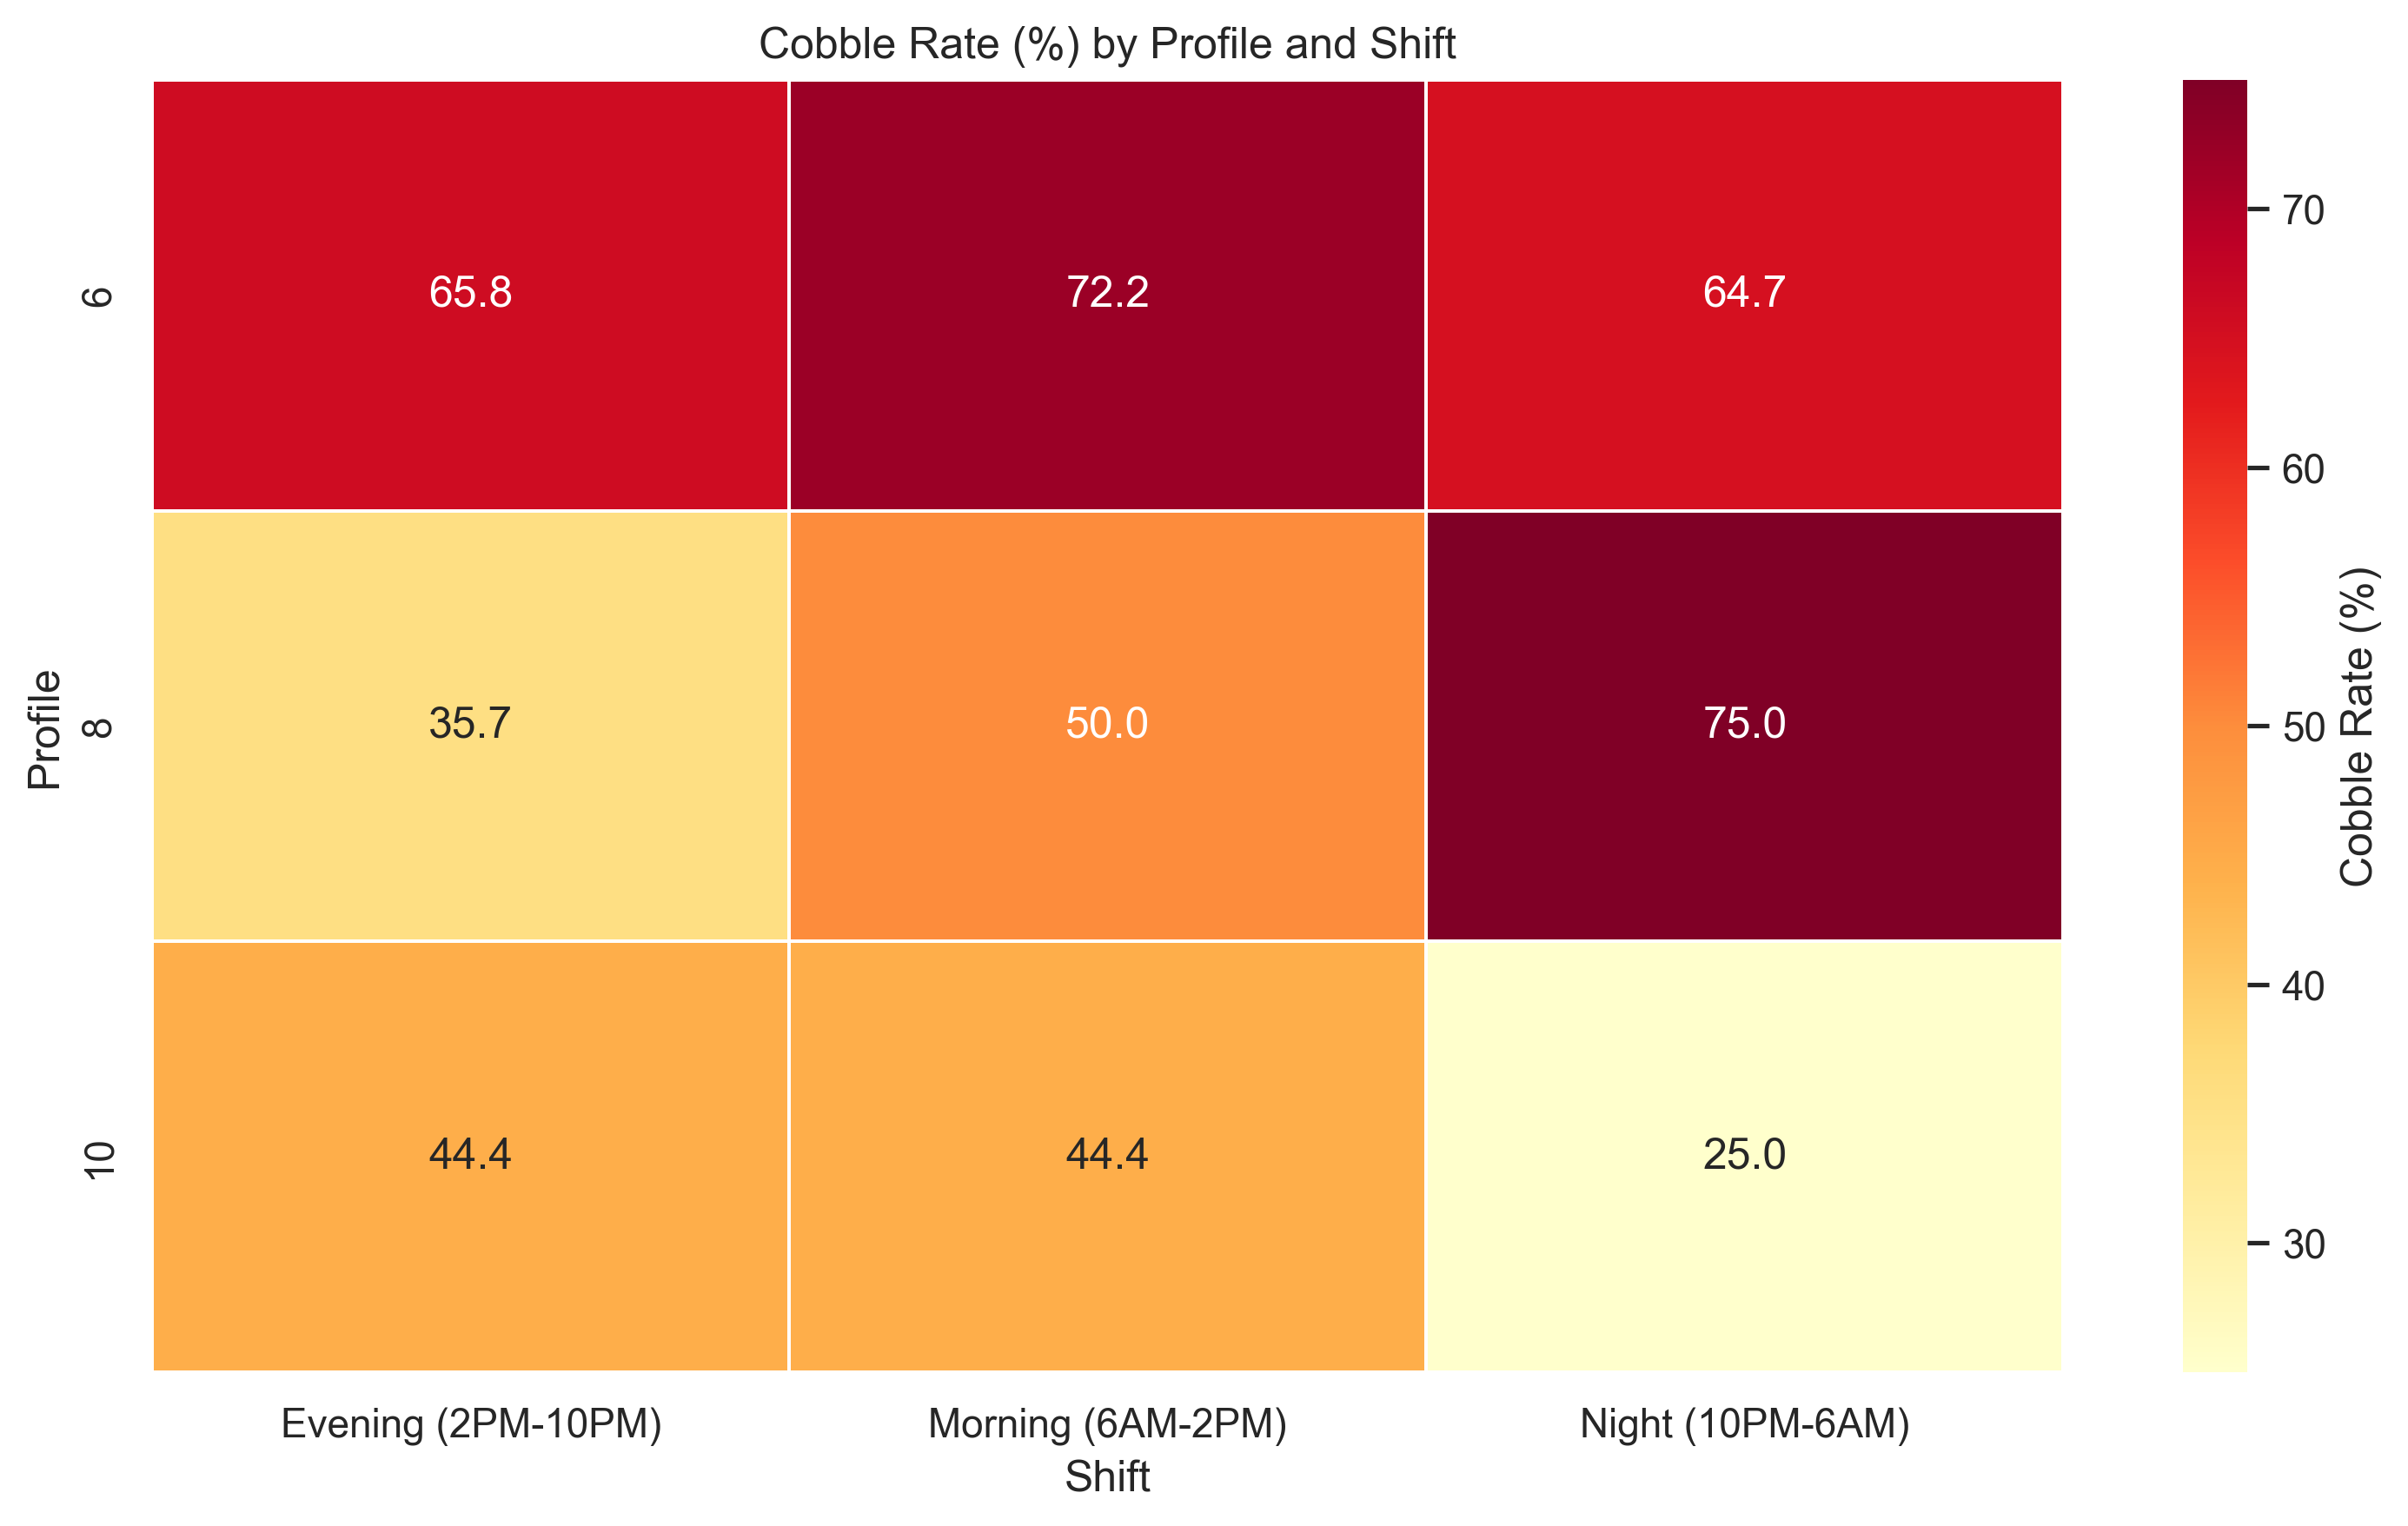 Cobble Rate (%) by Profile and Shift
6
65.8
72.2
64.7
Profile
8
35.7
50.0
75.0
10
44.4
44.4
25.0
Evening (2PM-10PM)
Morning (6AM-2PM)
Night (10PM-6AM)
Shift
70
60
50
40
30
Cobble Rate (%)